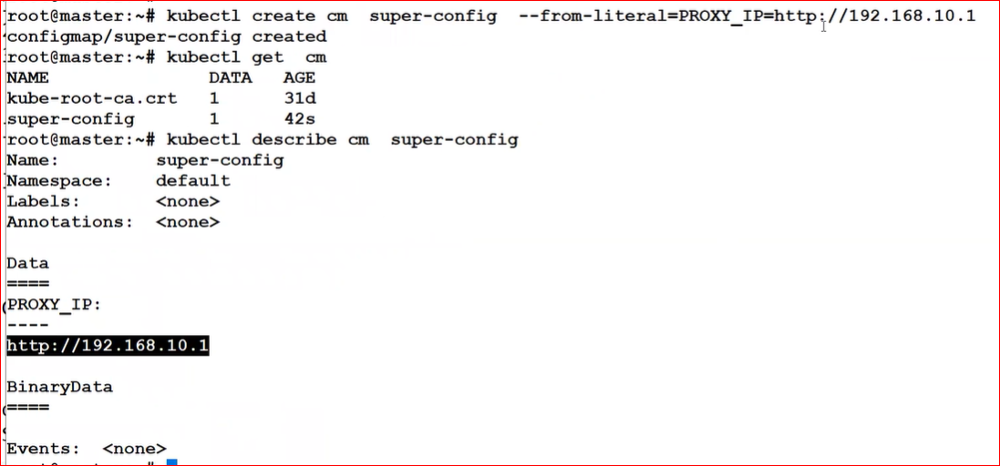 root@master:~# kubectl create cm  super-config  --from-literal=PROXY_IP=http://192.168.10.1
configmap/super-config created
root@master:~# kubectl get  cm
NAME               DATA   AGE
kube-root-ca.crt   1      31d
super-config       1      42s
root@master:~# kubectl describe cm  super-config
Name:         super-config
Namespace:    default
Labels:       <none>
Annotations:  <none>

Data
====
PROXY_IP:
----
http://192.168.10.1

BinaryData
====

Events:  <none>